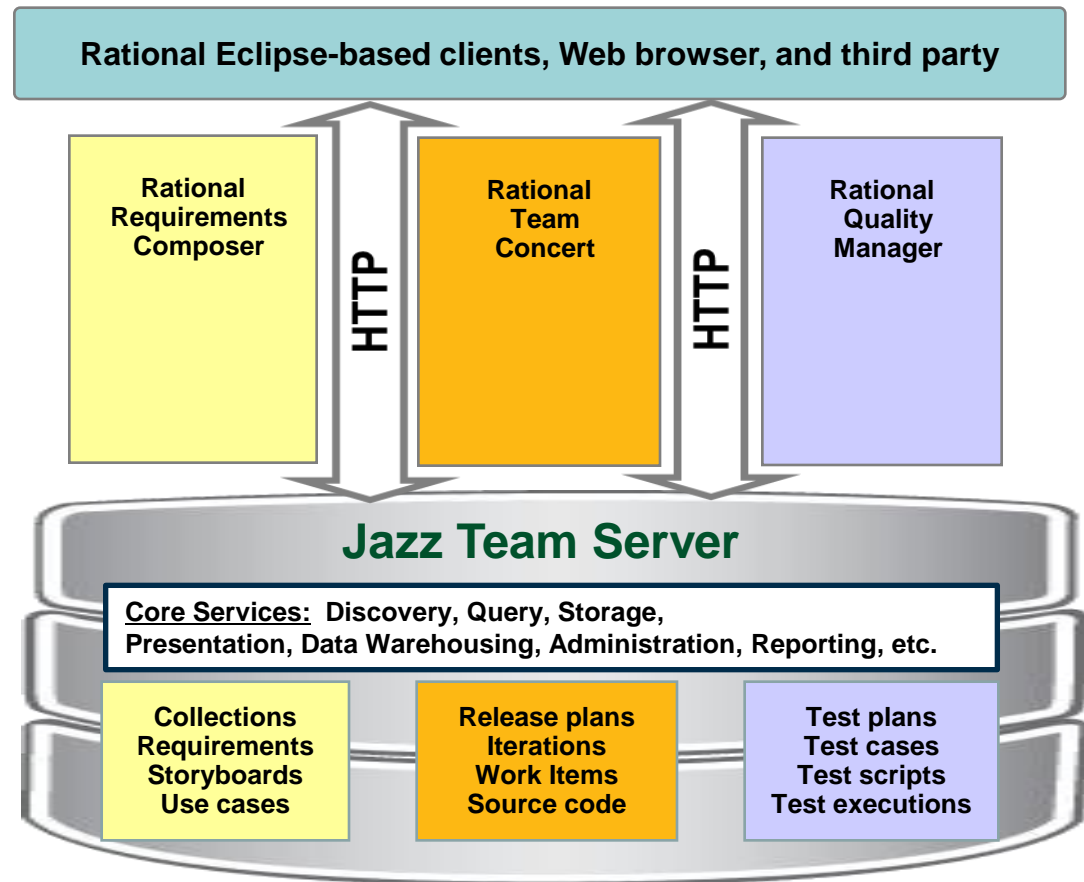 Rational Eclipse-based clients, Web browser, and third party
Rational
Requirements
Composer
HTTP
Rational
Team
Concert
HTTP
Rational
Quality
Manager
Jazz Team Server
Core Services: Discovery, Query, Storage,
Presentation, Data Warehousing, Administration, Reporting, etc.
Collections
Requirements
Storyboards
Use cases
Release plans
Iterations
Work Items
Source code
Test plans
Test cases
Test scripts
Test executions